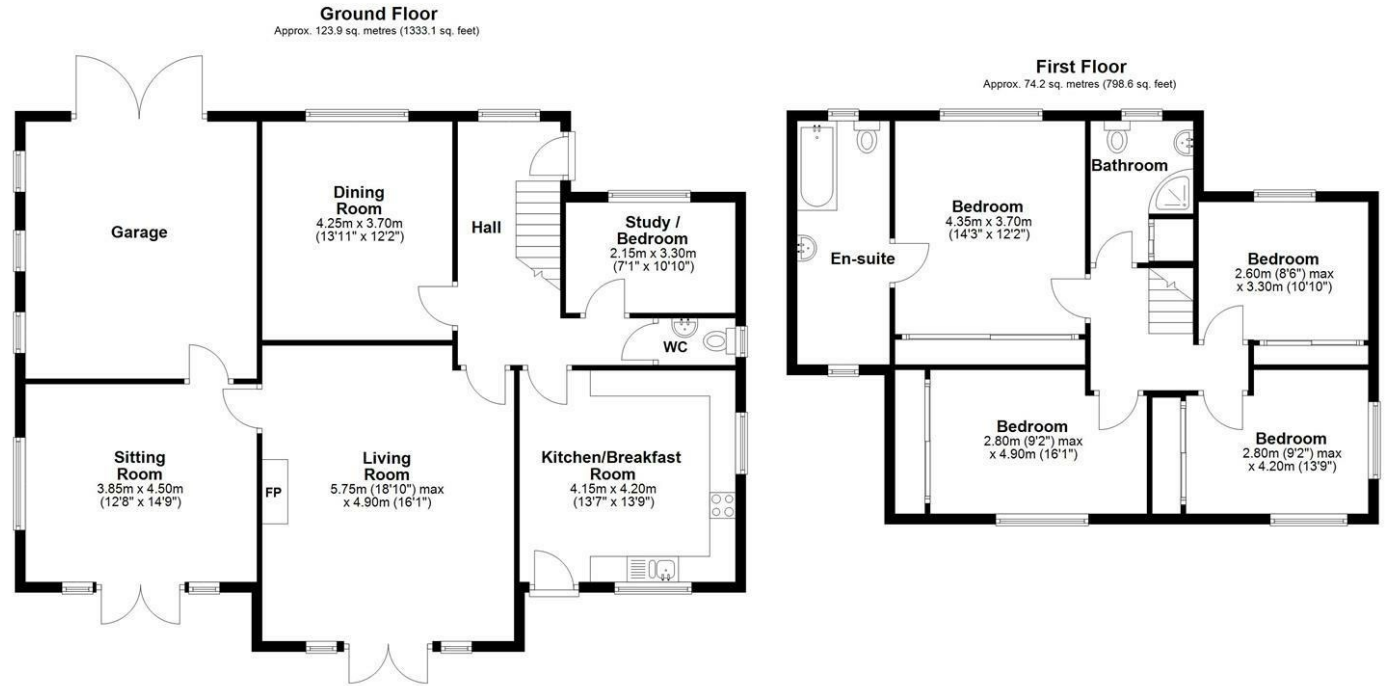 Ground Floor
Approx. 123.9 sq. metres (1333.1 sq. feet)
Garage
Dining
Room
4.25m x 3.70m
(13'11" x 12'2")
Hall
Study /
Bedroom
2.15m x 3.30m
(7'1" x 10'10")
WC
Sitting
Room
3.85m x 4.50m
(12'8" x 14'9")
FP
Living
Room
5.75m (18'10") max
x 4.90m (16'1")
Kitchen/Breakfast
Room
4.15m x 4.20m
(13'7" x 13'9")
First Floor
Approx. 74.2 sq. metres (798.6 sq. feet)
En-suite
Bedroom
4.35m x 3.70m
(14'3" x 12'2")
Bathroom
Bedroom
2.60m (8'6") max
x 3.30m (10'10")
Bedroom
2.80m (9'2") max
x 4.90m (16'1")
Bedroom
2.80m (9'2") max
x 4.20m (13'9")